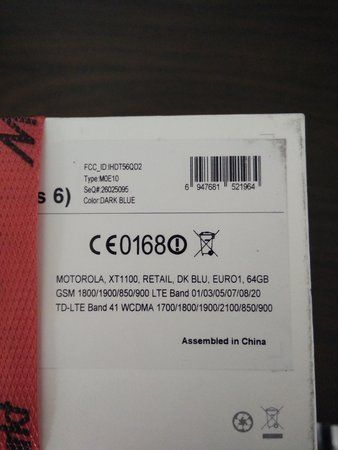 FCC_ID:IHDT56QD2
Type:M0E10
SeQ#:26025095
Color:DARK BLUE
6 947681 521964
s 6)
CE0168
MOTOROLA, XT1100, RETAIL, DK BLU, EURO1, 64GB
GSM 1800/1900/850/900 LTE Band 01/03/05/07/08/20
TD-LTE Band 41 WCDMA 1700/1800/1900/2100/850/900
Assembled in China